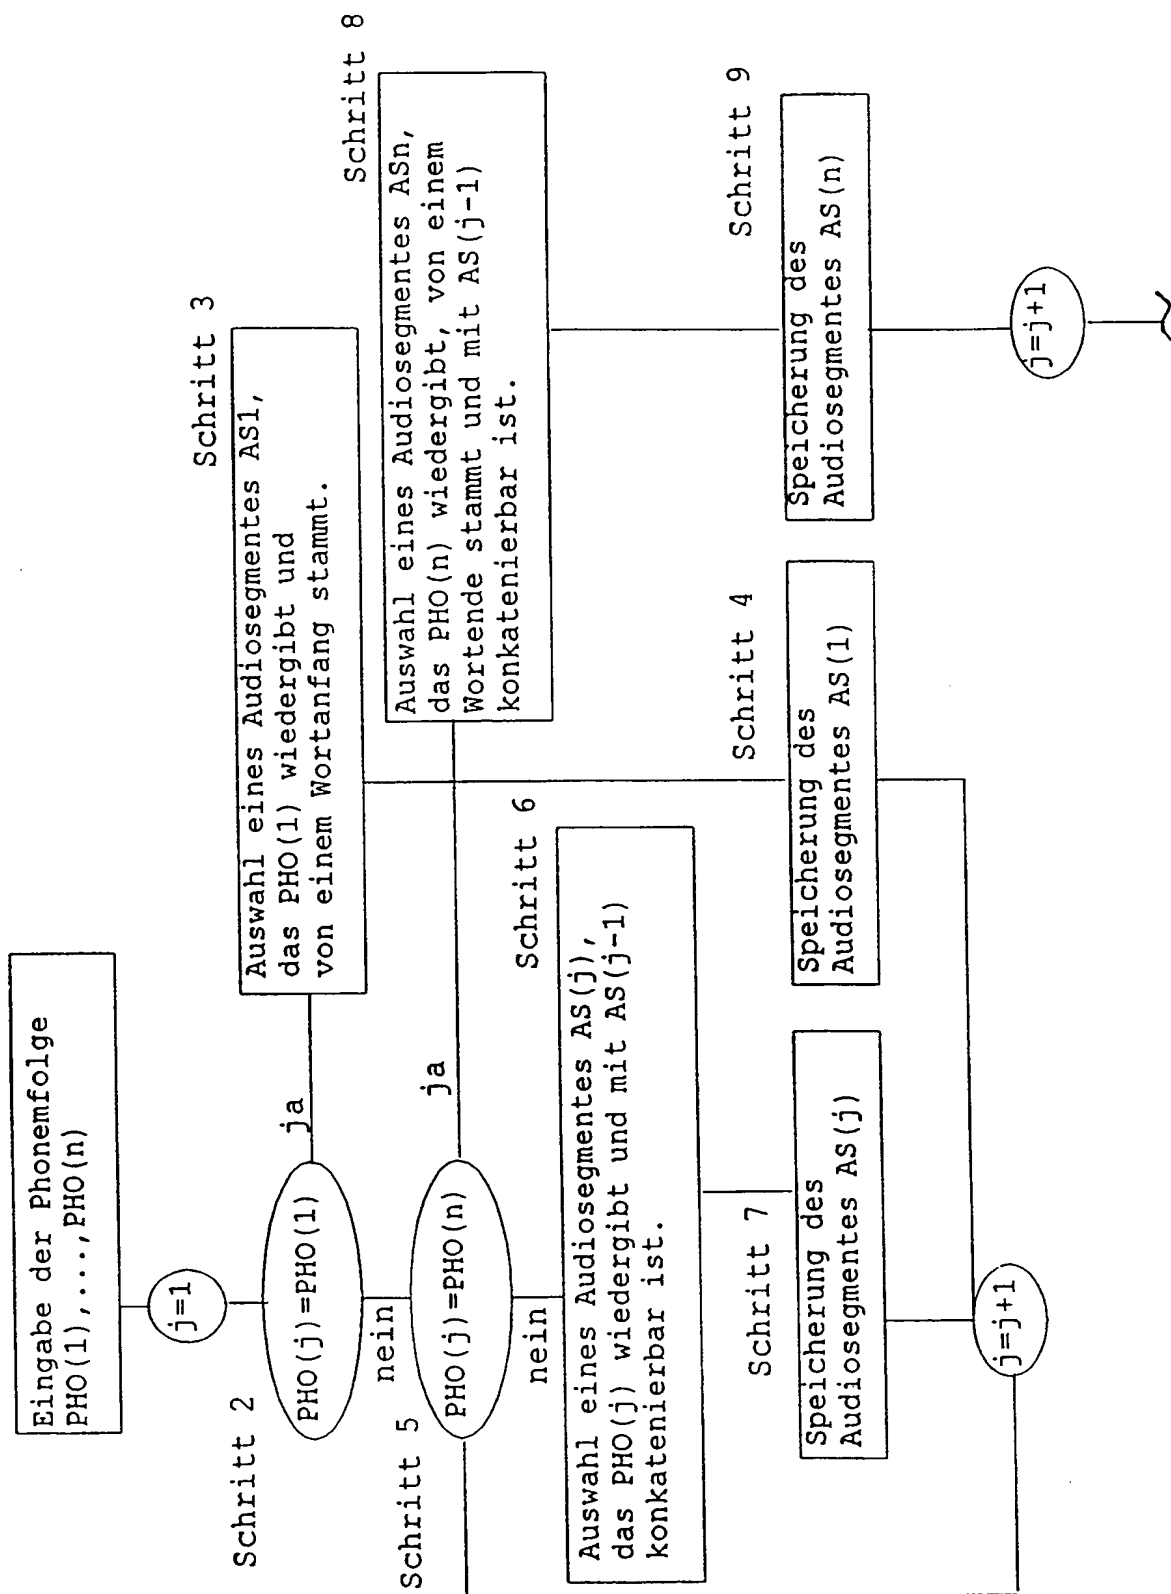 Eingabe der Phonemfolge
PHO(1),...,PHO(n)
j=1
Schritt 2
PHO(j)=PHO(1)
ja
nein
Schritt 3
Auswahl eines Audiosegmentes AS1,
das PHO(1) wiedergibt und
von einem Wortanfang stammt.
Schritt 5
PHO(j)=PHO(n)
ja
nein
Schritt 8
Auswahl eines Audiosegmentes ASn,
das PHO(n) wiedergibt, von einem
Wortende stammt und mit AS(j-1)
konkatenierbar ist.
Schritt 6
Auswahl eines Audiosegmentes AS(j),
das PHO(j) wiedergibt und mit AS(j-1)
konkatenierbar ist.
Schritt 7
Speicherung des
Audiosegmentes AS(j)
Schritt 4
Speicherung des
Audiosegmentes AS(1)
Schritt 9
Speicherung des
Audiosegmentes AS(n)
j=j+1
j=j+1